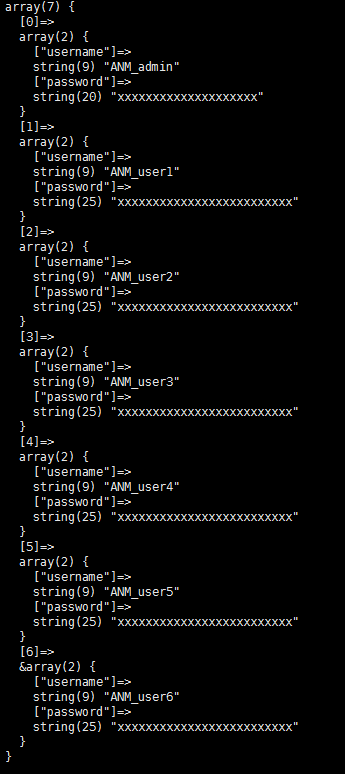 array(7) {
  [0]=>
  array(2) {
    ["username"]=>
    string(9) "ANM_admin"
    ["password"]=>
    string(20) "xxxxxxxxxxxxxxxxxxxx"
  }
  [1]=>
  array(2) {
    ["username"]=>
    string(9) "ANM_user1"
    ["password"]=>
    string(25) "xxxxxxxxxxxxxxxxxxxxxxxxx"
  }
  [2]=>
  array(2) {
    ["username"]=>
    string(9) "ANM_user2"
    ["password"]=>
    string(25) "xxxxxxxxxxxxxxxxxxxxxxxxx"
  }
  [3]=>
  array(2) {
    ["username"]=>
    string(9) "ANM_user3"
    ["password"]=>
    string(25) "xxxxxxxxxxxxxxxxxxxxxxxxx"
  }
  [4]=>
  array(2) {
    ["username"]=>
    string(9) "ANM_user4"
    ["password"]=>
    string(25) "xxxxxxxxxxxxxxxxxxxxxxxxx"
  }
  [5]=>
  array(2) {
    ["username"]=>
    string(9) "ANM_user5"
    ["password"]=>
    string(25) "xxxxxxxxxxxxxxxxxxxxxxxxx"
  }
  [6]=>
  &array(2) {
    ["username"]=>
    string(9) "ANM_user6"
    ["password"]=>
    string(25) "xxxxxxxxxxxxxxxxxxxxxxxxx"
  }
}